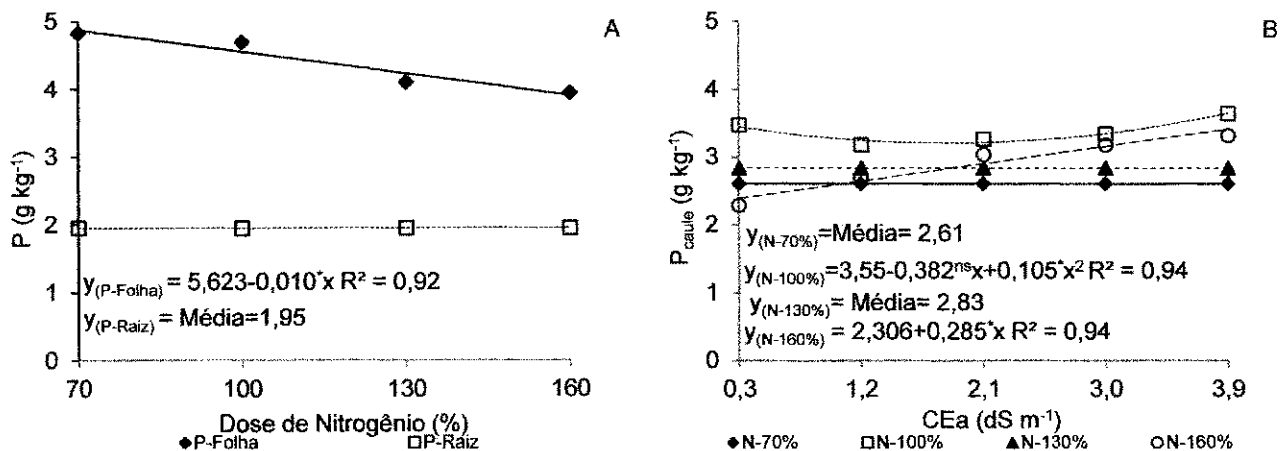 A
P (g kg⁻¹)
5
4
3
2
1
0
y(P-Folha) = 5,623-0,010*x R² = 0,92
y(P-Raiz) = Média=1,95
70 100 130 160
Dose de Nitrogênio (%)
P-Folha P-Raiz
B
Pcaule (g kg⁻¹)
5
4
3
2
1
0
y(N-70%)=Média= 2,61
y(N-100%)=3,55-0,382ⁿˢx+0,105*x² R² = 0,94
y(N-130%)= Média= 2,83
y(N-160%) = 2,306+0,285*x R² = 0,94
0,3 1,2 2,1 3,0 3,9
CEa (dS m⁻¹)
N-70% N-100% N-130% N-160%